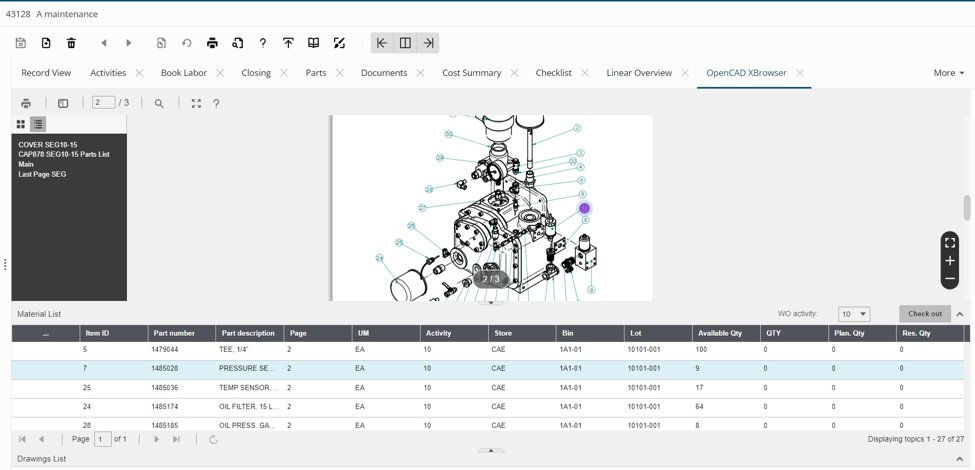 43128 A maintenance
Record View Activities Book Labor Closing Parts Documents Cost Summary Checklist Linear Overview OpenCAD XBrowser More
2 / 3
COVER SEG10-15
CAP878 SEG10-15 Parts List
Main
Last Page SEG
2 / 3
Material List WO activity: 10 Check out
... Item ID Part number Part description Page UM Activity Store Bin Lot Available Qty QTY Plan. Qty Res. Qty
5 1479044 TEE, 1/4" 2 EA 10 CAE 1A1-01 10101-001 100 0 0 0
7 1485028 PRESSURE SE... 2 EA 10 CAE 1A1-01 10101-001 9 0 0 0
25 1485036 TEMP SENSOR, ... 2 EA 10 CAE 1A1-01 10101-001 17 0 0 0
24 1485174 OIL FILTER, 15 L... 2 EA 10 CAE 1A1-01 10101-001 64 0 0 0
28 1485185 OIL PRESS. GA... 2 EA 10 CAE 1A1-01 10101-001 8 0 0 0
Page 1 of 1 Displaying topics 1 - 27 of 27
Drawings List